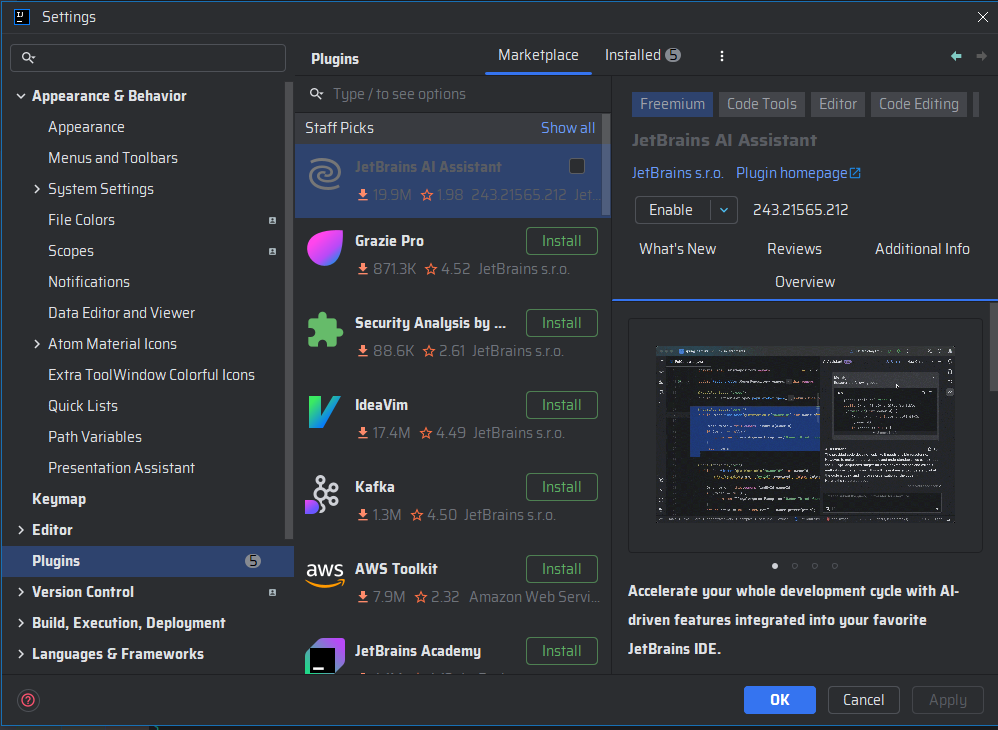 Settings
Plugins
Marketplace
Installed 5
Type / to see options
Appearance & Behavior
Appearance
Menus and Toolbars
System Settings
File Colors
Scopes
Notifications
Data Editor and Viewer
Atom Material Icons
Extra ToolWindow Colorful Icons
Quick Lists
Path Variables
Presentation Assistant
Keymap
Editor
Plugins 5
Version Control
Build, Execution, Deployment
Languages & Frameworks
Staff Picks Show all
JetBrains AI Assistant
19.9M 1.98 243.21565.212 Jet...
Grazie Pro Install
871.3K 4.52 JetBrains s.r.o.
Security Analysis by ... Install
88.6K 2.61 JetBrains s.r.o.
IdeaVim Install
17.4M 4.49 JetBrains s.r.o.
Kafka Install
1.3M 4.50 JetBrains s.r.o.
aws
AWS Toolkit Install
7.9M 2.32 Amazon Web Servi...
JetBrains Academy Install
Freemium Code Tools Editor Code Editing
JetBrains AI Assistant
JetBrains s.r.o. Plugin homepage
Enable 243.21565.212
What's New Reviews Additional Info
Overview
Accelerate your whole development cycle with AI-
driven features integrated into your favorite
JetBrains IDE.
OK Cancel Apply